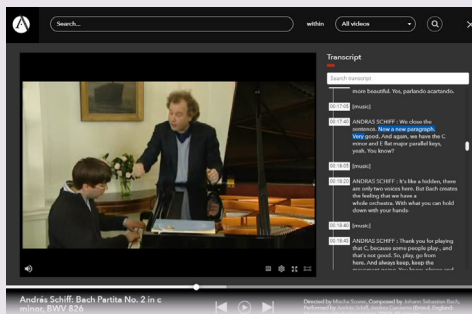 Search...
within
All videos
Transcript
Search transcript
more beautiful. Yes, parlando acartando.
00:17:05 [music]
00:17:40 ANDRAS SCHIFF : We close the
sentence. Now a new paragraph.
Very good. And again, we have the C
minor and E flat major parallel keys,
yeah. You know?
00:18:05 [music]
00:18:20 ANDRAS SCHIFF : It's like a hidden, there
are only two voices here. But Bach creates
the feeling that we have a
whole orchestra. With what you can hold
down with your hands-
00:18:40 [music]
00:18:45 ANDRAS SCHIFF : Thank you for playing
that C, because some people play-, and
that's not good. So, play, go from
here. And always keep, keep the
András Schiff: Bach Partita No. 2 in c
minor, BWV 826
Directed by Mischa Scorer, Composed by Johann Sebastian Bach,
Performed by András Schiff,